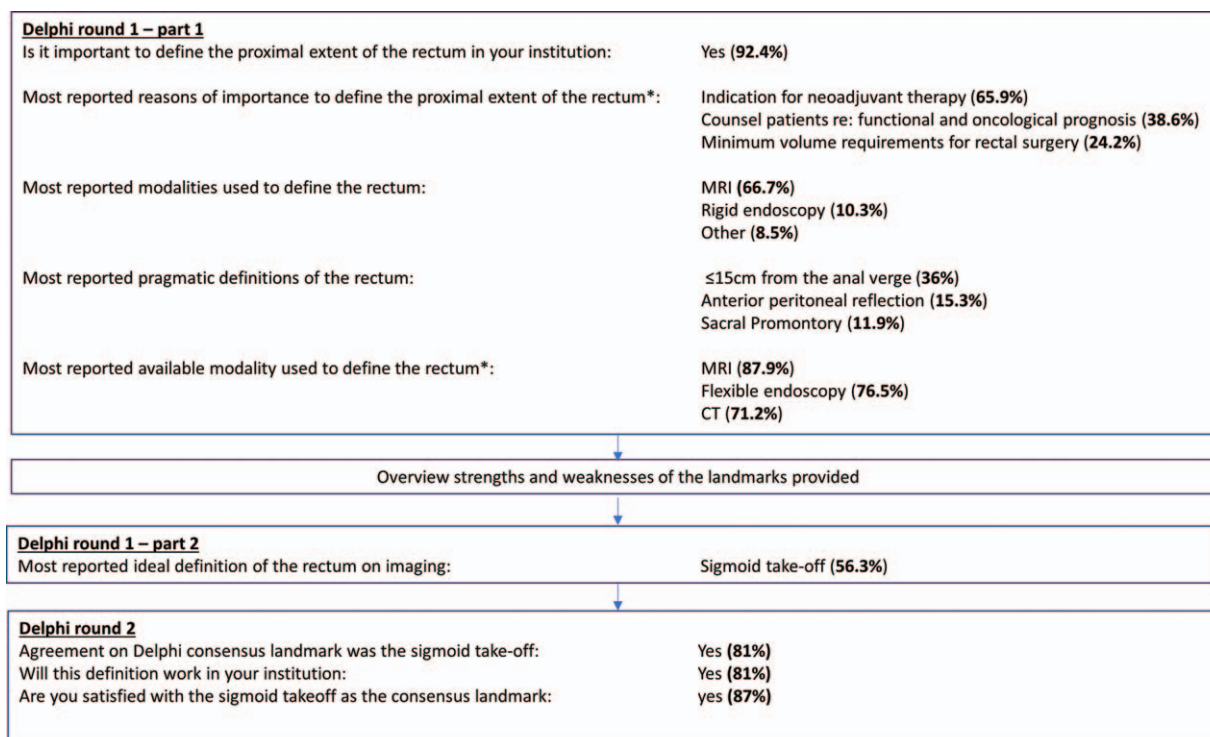 Delphi round 1 – part 1
Is it important to define the proximal extent of the rectum in your institution: Yes (92.4%)
Most reported reasons of importance to define the proximal extent of the rectum*: Indication for neoadjuvant therapy (65.9%)
Counsel patients re: functional and oncological prognosis (38.6%)
Minimum volume requirements for rectal surgery (24.2%)
Most reported modalities used to define the rectum: MRI (66.7%)
Rigid endoscopy (10.3%)
Other (8.5%)
Most reported pragmatic definitions of the rectum: ≤15cm from the anal verge (36%)
Anterior peritoneal reflection (15.3%)
Sacral Promontory (11.9%)
Most reported available modality used to define the rectum*: MRI (87.9%)
Flexible endoscopy (76.5%)
CT (71.2%)
Overview strengths and weaknesses of the landmarks provided
Delphi round 1 – part 2
Most reported ideal definition of the rectum on imaging: Sigmoid take-off (56.3%)
Delphi round 2
Agreement on Delphi consensus landmark was the sigmoid take-off: Yes (81%)
Will this definition work in your institution: Yes (81%)
Are you satisfied with the sigmoid takeoff as the consensus landmark: yes (87%)